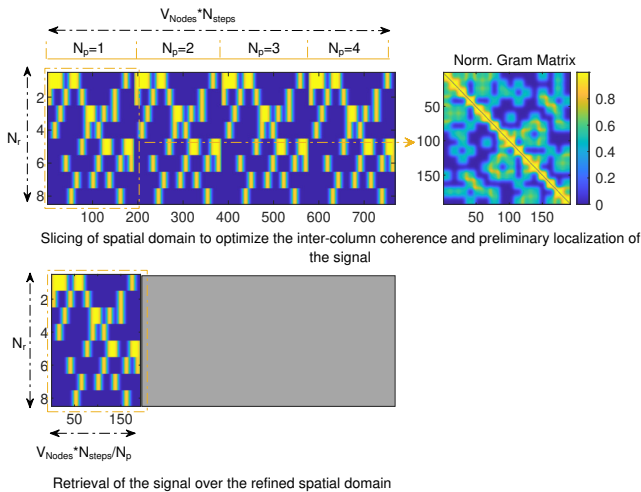 V_Nodes*N_steps
N_p=1 N_p=2 N_p=3 N_p=4
Norm. Gram Matrix
N_r
2
4
6
8
100 200 300 400 500 600 700
50
100
150
50 100 150
0.8
0.6
0.4
0.2
0
Slicing of spatial domain to optimize the inter-column coherence and preliminary localization of
the signal
N_r
2
4
6
8
50 150
V_Nodes*N_steps/N_p
Retrieval of the signal over the refined spatial domain